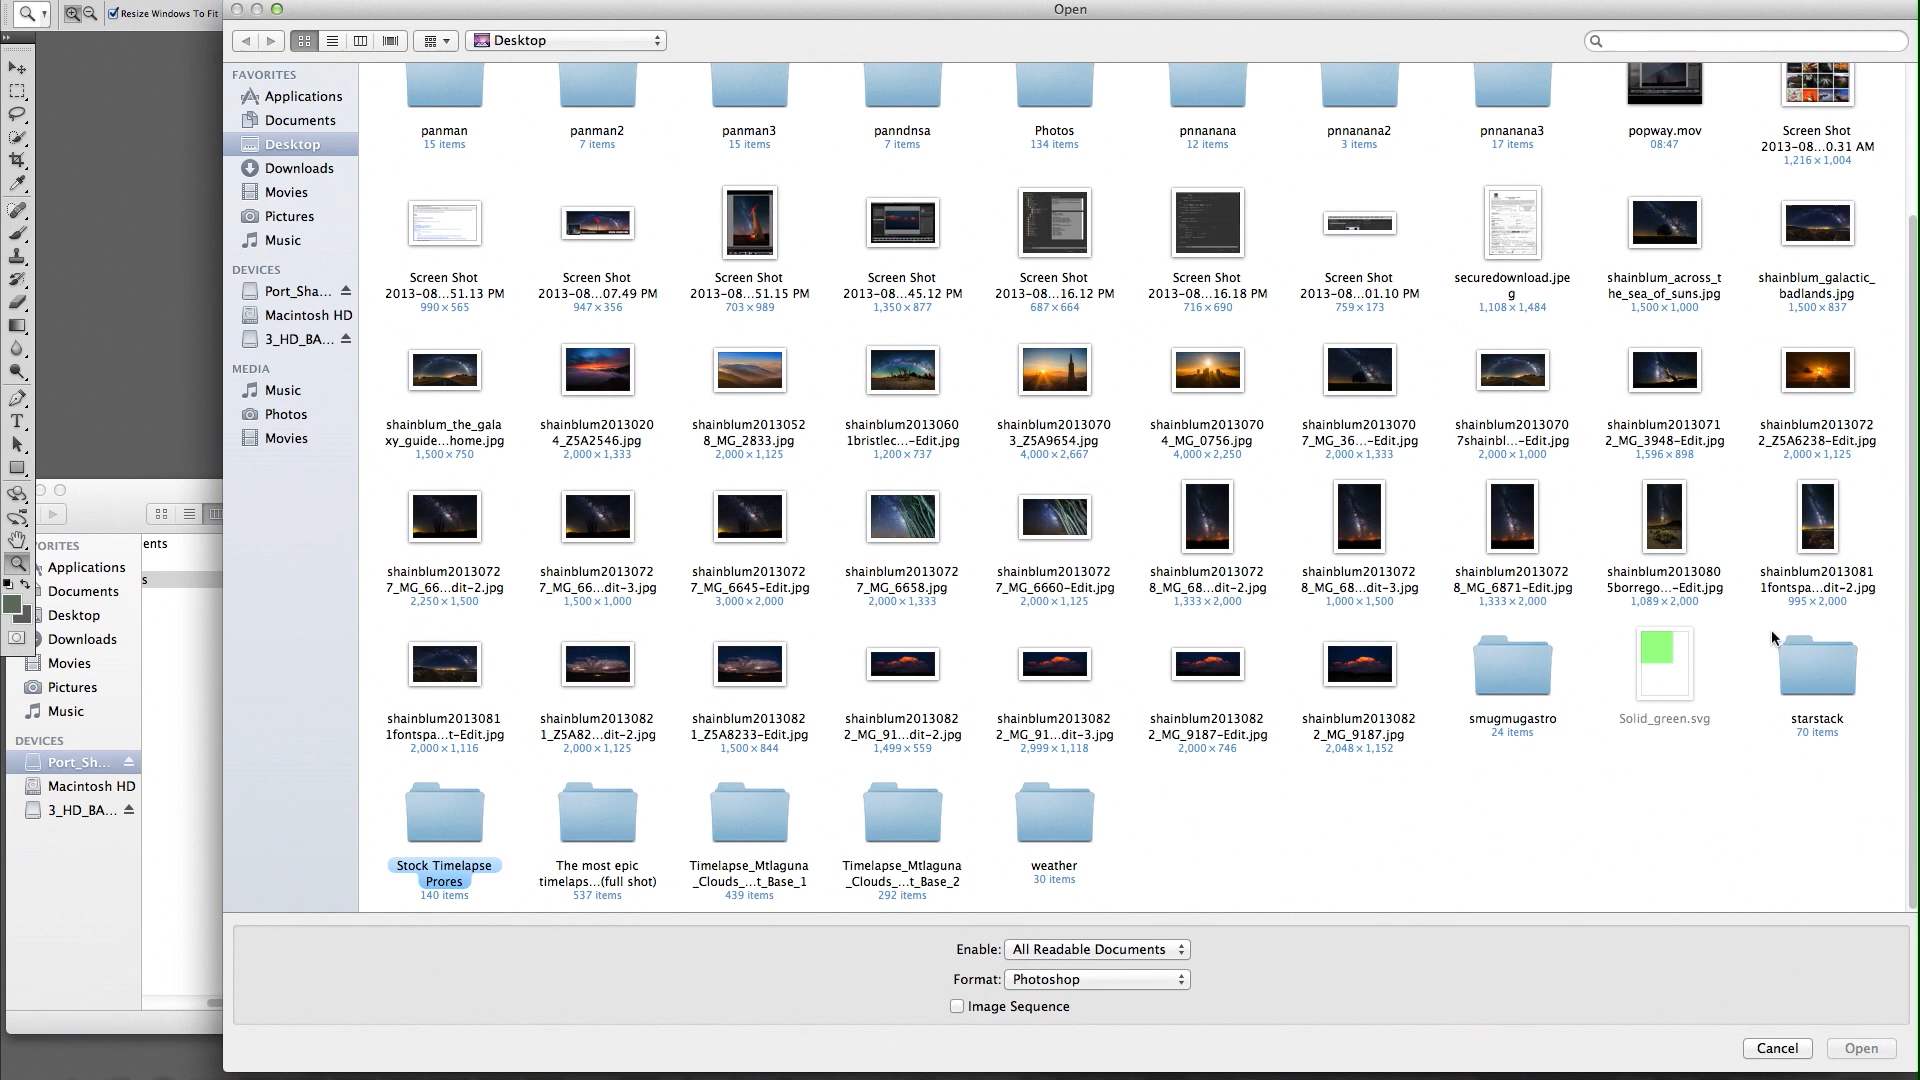 Resize Windows To Fit
Open
Desktop
FAVORITES
Applications
Documents
Desktop
Downloads
Movies
Pictures
Music
DEVICES
Port_Sha...
Macintosh HD
3_HD_BA...
MEDIA
Music
Photos
Movies
panman
15 items
panman2
7 items
panman3
15 items
panndnsa
7 items
Photos
134 items
pnnanana
12 items
pnnanana2
3 items
pnnanana3
17 items
popway.mov
08:47
Screen Shot
2013-08...0.31 AM
1,216 × 1,004
Screen Shot
2013-08...51.13 PM
990 × 565
Screen Shot
2013-08...07.49 PM
947 × 356
Screen Shot
2013-08...51.15 PM
703 × 989
Screen Shot
2013-08...45.12 PM
1,350 × 877
Screen Shot
2013-08...16.12 PM
687 × 664
Screen Shot
2013-08...16.18 PM
716 × 690
Screen Shot
2013-08...01.10 PM
759 × 173
securedownload.jpe
g
1,108 × 1,484
shainblum_across_t
he_sea_of_suns.jpg
1,500 × 1,000
shainblum_galactic_
badlands.jpg
1,500 × 837
shainblum_the_gala
xy_guide...home.jpg
1,500 × 750
shainblum2013020
4_Z5A2546.jpg
2,000 × 1,333
shainblum2013052
8_MG_2833.jpg
2,000 × 1,125
shainblum2013060
1bristlec...-Edit.jpg
1,200 × 737
shainblum2013070
3_Z5A9654.jpg
4,000 × 2,667
shainblum2013070
4_MG_0756.jpg
4,000 × 2,250
shainblum2013070
7_MG_36...-Edit.jpg
2,000 × 1,333
shainblum2013070
7shainbl...-Edit.jpg
2,000 × 1,000
shainblum2013071
2_MG_3948-Edit.jpg
1,596 × 898
shainblum2013072
2_Z5A6238-Edit.jpg
2,000 × 1,125
shainblum2013072
7_MG_66...dit-2.jpg
2,250 × 1,500
shainblum2013072
7_MG_66...dit-3.jpg
1,500 × 1,000
shainblum2013072
7_MG_6645-Edit.jpg
3,000 × 2,000
shainblum2013072
7_MG_6658.jpg
2,000 × 1,333
shainblum2013072
7_MG_6660-Edit.jpg
2,000 × 1,125
shainblum2013072
8_MG_68...dit-2.jpg
1,333 × 2,000
shainblum2013072
8_MG_68...dit-3.jpg
1,000 × 1,500
shainblum2013072
8_MG_6871-Edit.jpg
1,333 × 2,000
shainblum2013080
5borrego...-Edit.jpg
1,089 × 2,000
shainblum2013081
1fontspa...dit-2.jpg
995 × 2,000
shainblum2013081
1fontspa...t-Edit.jpg
2,000 × 1,116
shainblum2013082
1_Z5A82...dit-2.jpg
2,000 × 1,125
shainblum2013082
1_Z5A8233-Edit.jpg
1,500 × 844
shainblum2013082
2_MG_91...dit-2.jpg
1,499 × 559
shainblum2013082
2_MG_91...dit-3.jpg
2,999 × 1,118
shainblum2013082
2_MG_9187-Edit.jpg
2,000 × 746
shainblum2013082
2_MG_9187.jpg
2,048 × 1,152
smugmugastro
24 items
Solid_green.svg
starstack
70 items
Stock Timelapse
Prores
140 items
The most epic
timelaps...(full shot)
537 items
Timelapse_Mtlaguna
_Clouds_...t_Base_1
439 items
Timelapse_Mtlaguna
_Clouds_...t_Base_2
292 items
weather
30 items
Enable: All Readable Documents
Format: Photoshop
Image Sequence
Cancel
Open
ORITES
Applications
Documents
Desktop
Downloads
Movies
Pictures
Music
DEVICES
Port_Sh...
Macintosh HD
3_HD_BA...
ents
s